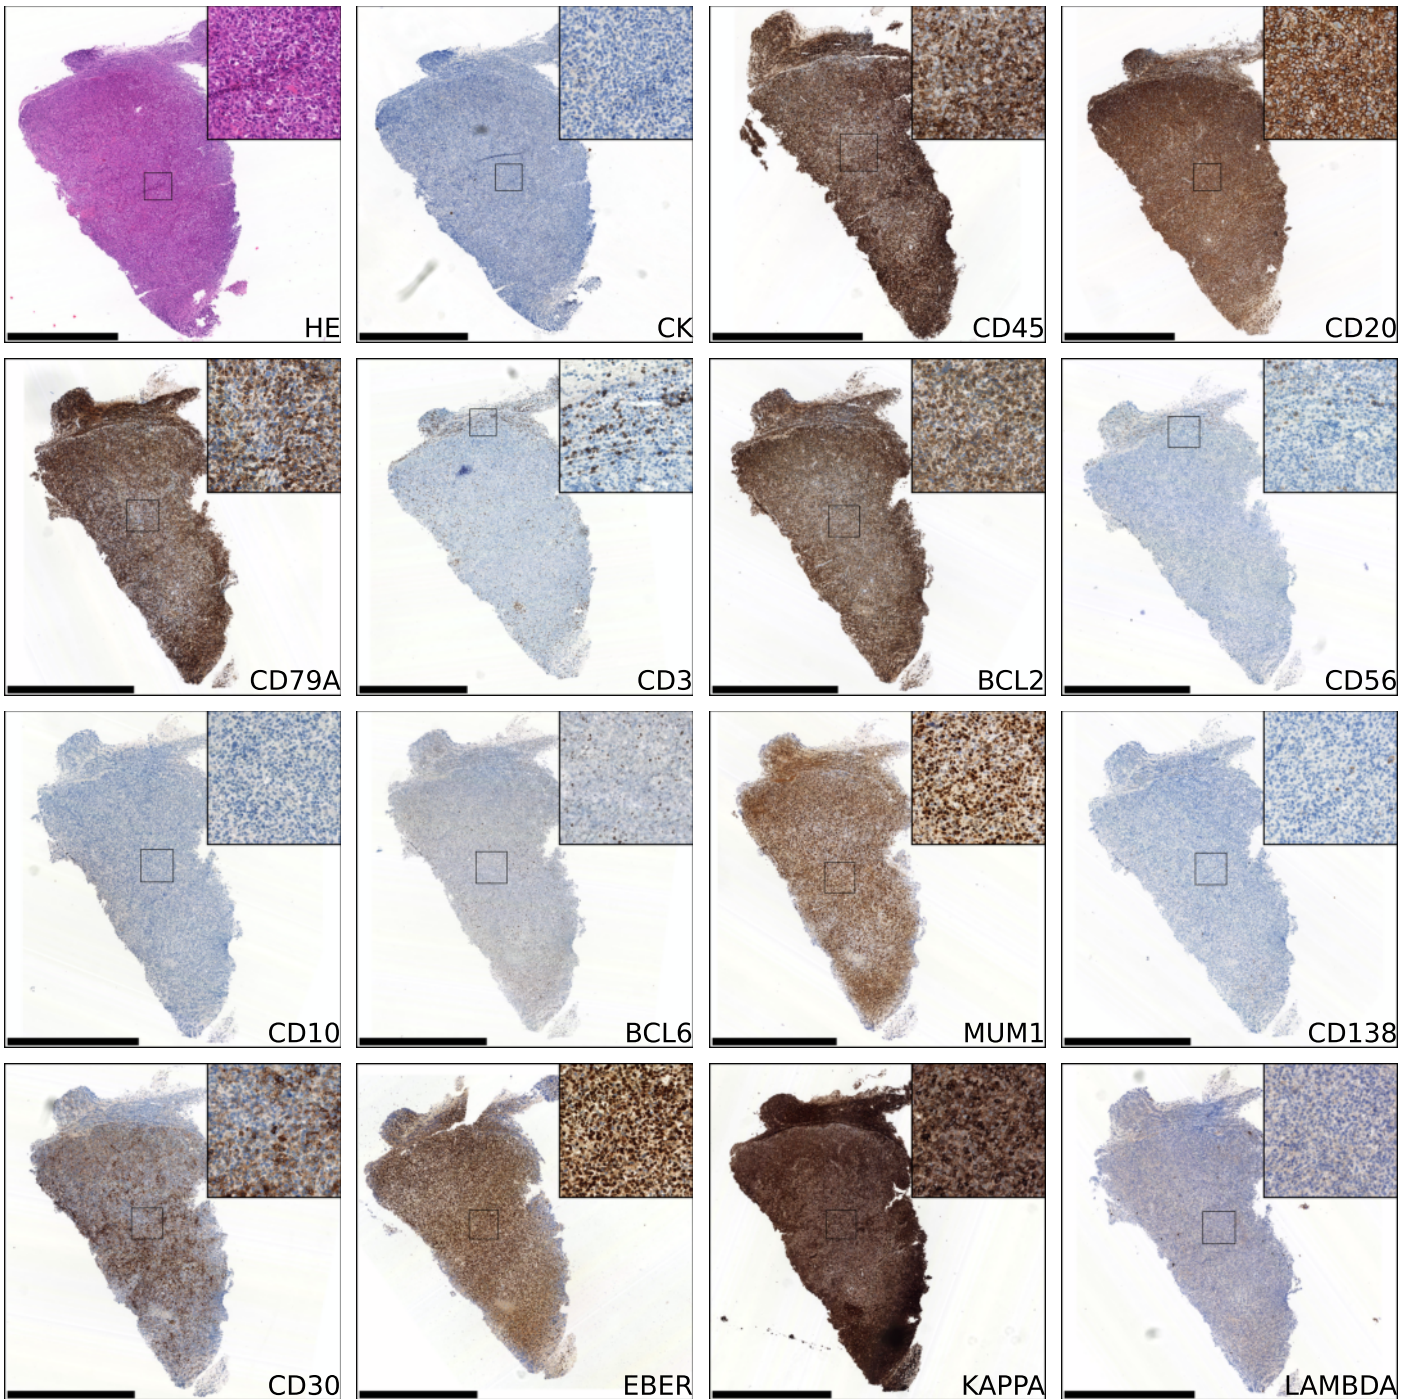 HE
CK
CD45
CD20
CD79A
CD3
BCL2
CD56
CD10
BCL6
MUM1
CD138
CD30
EBER
KAPPA
LAMBDA